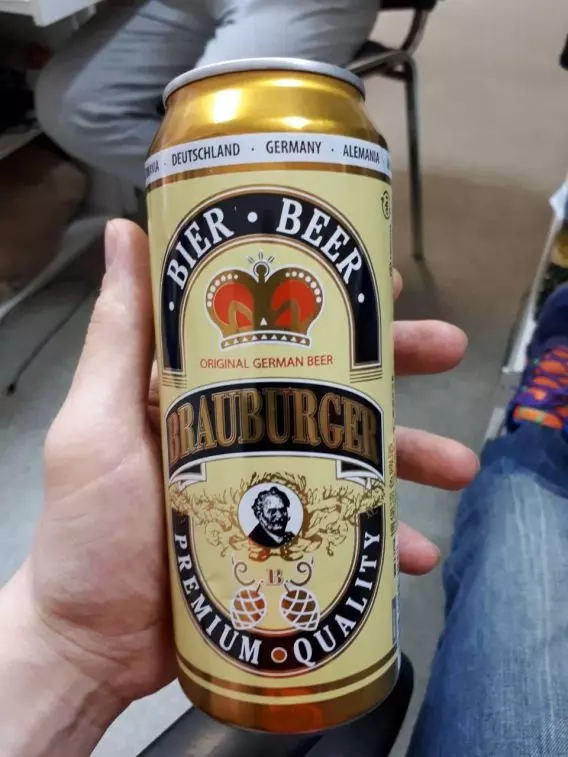 · DEUTSCHLAND · GERMANY · ALEMANIA
· BIER · BEER ·
ORIGINAL GERMAN BEER
BRAUBURGER
B
PREMIUM QUALITY